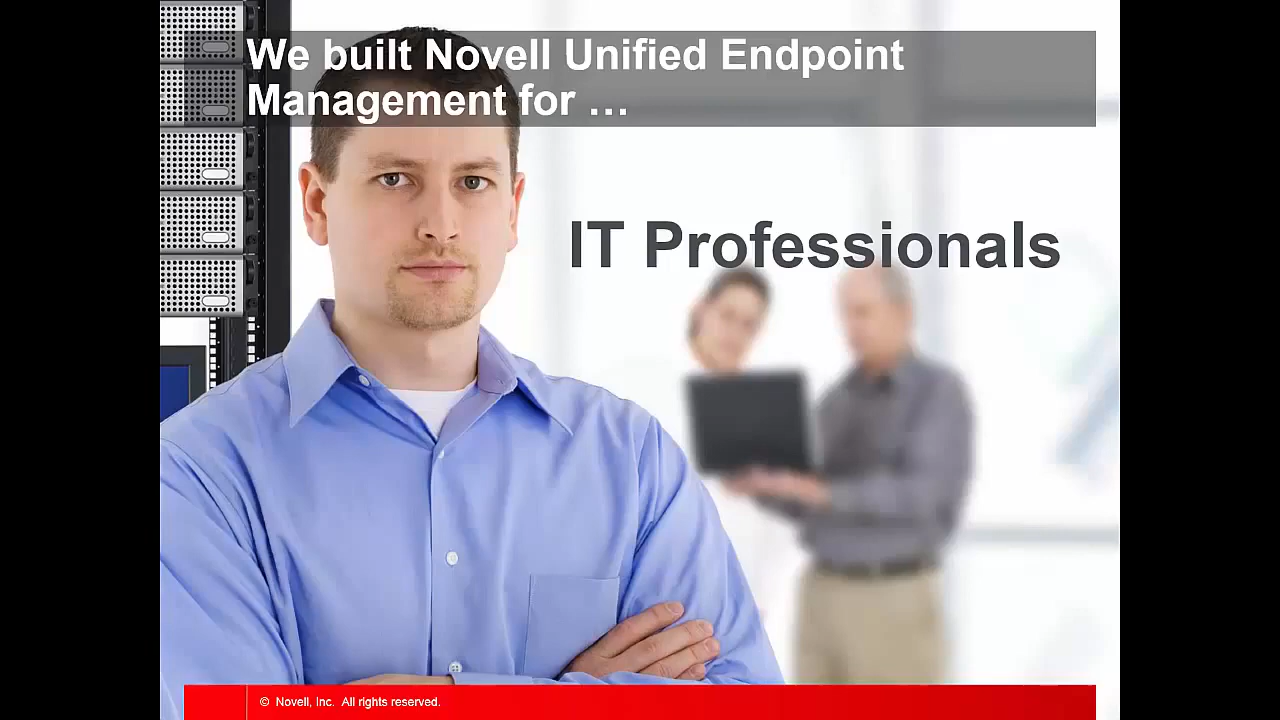 We built Novell Unified Endpoint
Management for …
IT Professionals
© Novell, Inc. All rights reserved.